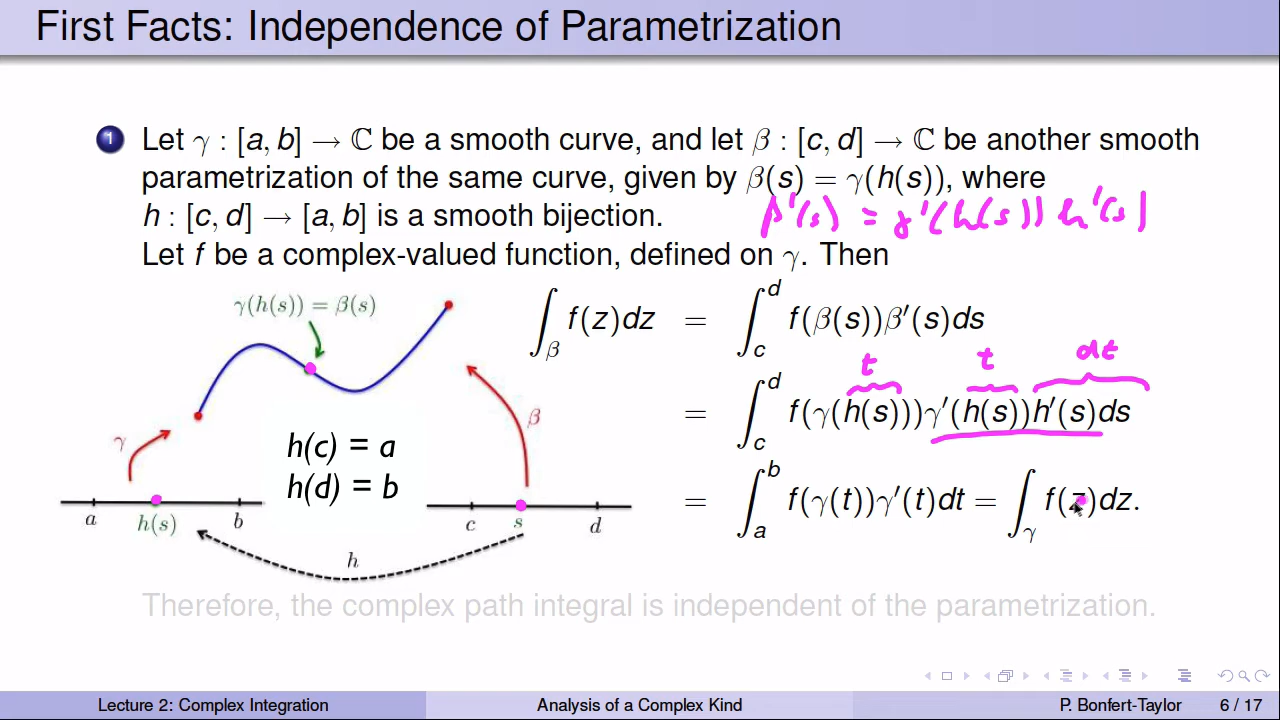 First Facts: Independence of Parametrization
1 Let γ : [a, b] → ℂ be a smooth curve, and let β : [c, d] → ℂ be another smooth
parametrization of the same curve, given by β(s) = γ(h(s)), where
h : [c, d] → [a, b] is a smooth bijection.
β'(s) = γ'(h(s)) h'(s)
Let f be a complex-valued function, defined on γ. Then
γ(h(s)) = β(s)
∫_β f(z)dz = ∫_c^d f(β(s))β′(s)ds
t t dt
= ∫_c^d f(γ(h(s)))γ′(h(s))h′(s)ds
γ
β
h(c) = a
h(d) = b
= ∫_a^b f(γ(t))γ′(t)dt = ∫_γ f(z)dz.
a h(s) b c s d
h
Therefore, the complex path integral is independent of the parametrization.
Lecture 2: Complex Integration Analysis of a Complex Kind P. Bonfert-Taylor 6 / 17